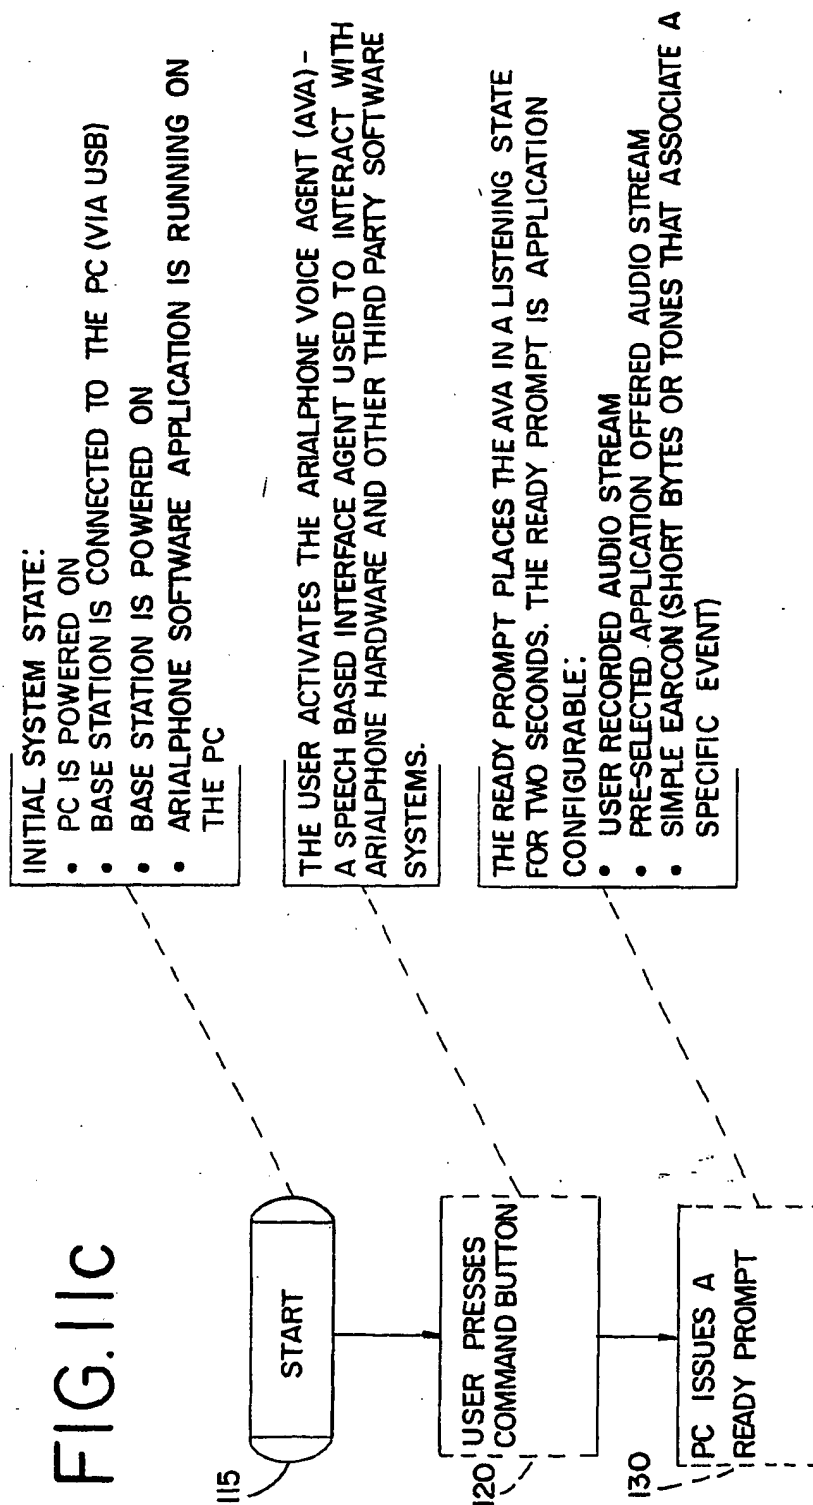 FIG.11c
115
START
INITIAL SYSTEM STATE:
• PC IS POWERED ON
• BASE STATION IS CONNECTED TO THE PC (VIA USB)
• BASE STATION IS POWERED ON
• ARIALPHONE SOFTWARE APPLICATION IS RUNNING ON
THE PC
120
USER PRESSES
COMMAND BUTTON
THE USER ACTIVATES THE ARIALPHONE VOICE AGENT (AVA) -
A SPEECH BASED INTERFACE AGENT USED TO INTERACT WITH
ARIALPHONE HARDWARE AND OTHER THIRD PARTY SOFTWARE
SYSTEMS.
130
PC ISSUES A
READY PROMPT
THE READY PROMPT PLACES THE AVA IN A LISTENING STATE
FOR TWO SECONDS. THE READY PROMPT IS APPLICATION
CONFIGURABLE:
• USER RECORDED AUDIO STREAM
• PRE-SELECTED APPLICATION OFFERED AUDIO STREAM
• SIMPLE EARCON (SHORT BYTES OR TONES THAT ASSOCIATE A
SPECIFIC EVENT)